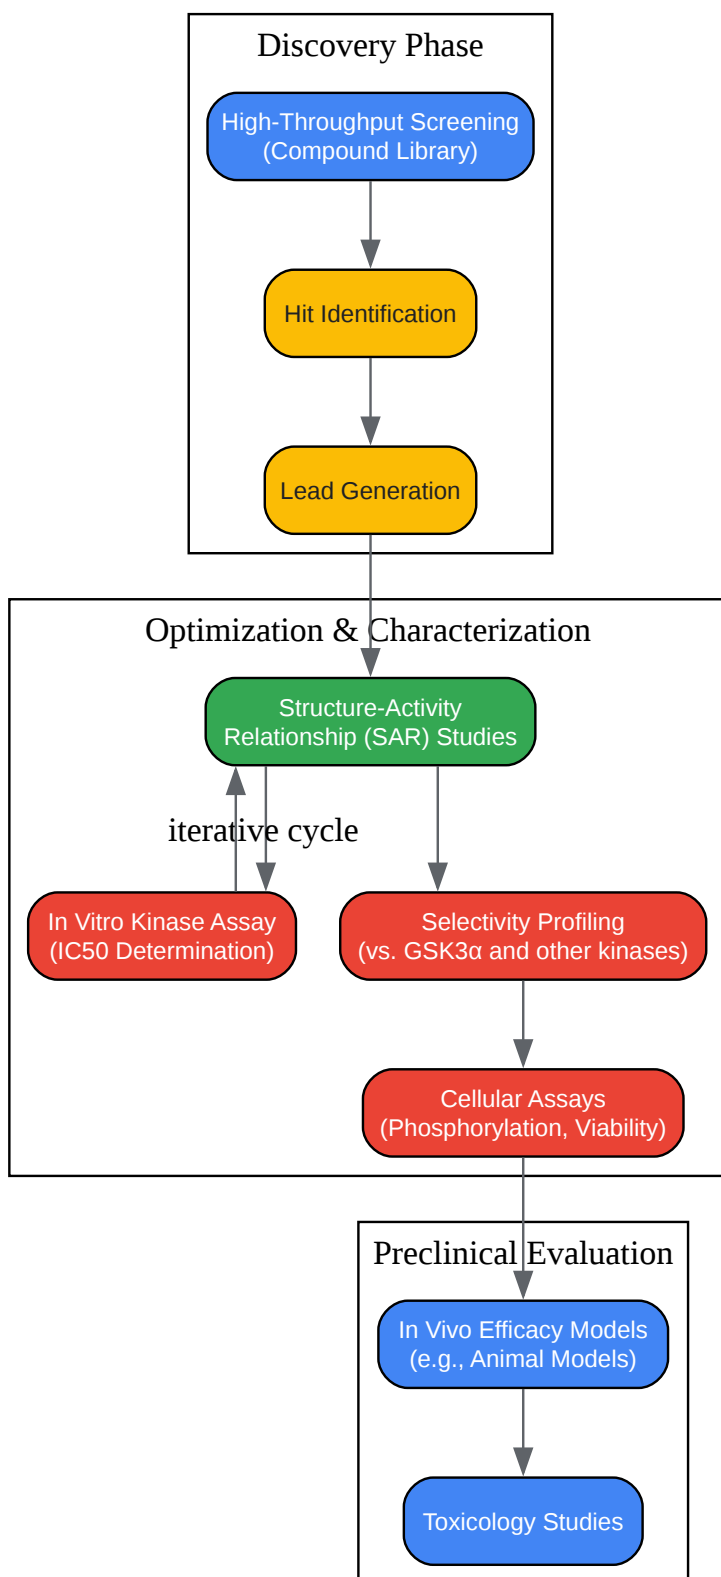 Discovery Phase
High-Throughput Screening
(Compound Library)
Hit Identification
Lead Generation
Optimization & Characterization
Structure-Activity
Relationship (SAR) Studies
iterative cycle
In Vitro Kinase Assay
(IC50 Determination)
Selectivity Profiling
(vs. GSK3α and other kinases)
Cellular Assays
(Phosphorylation, Viability)
Preclinical Evaluation
In Vivo Efficacy Models
(e.g., Animal Models)
Toxicology Studies